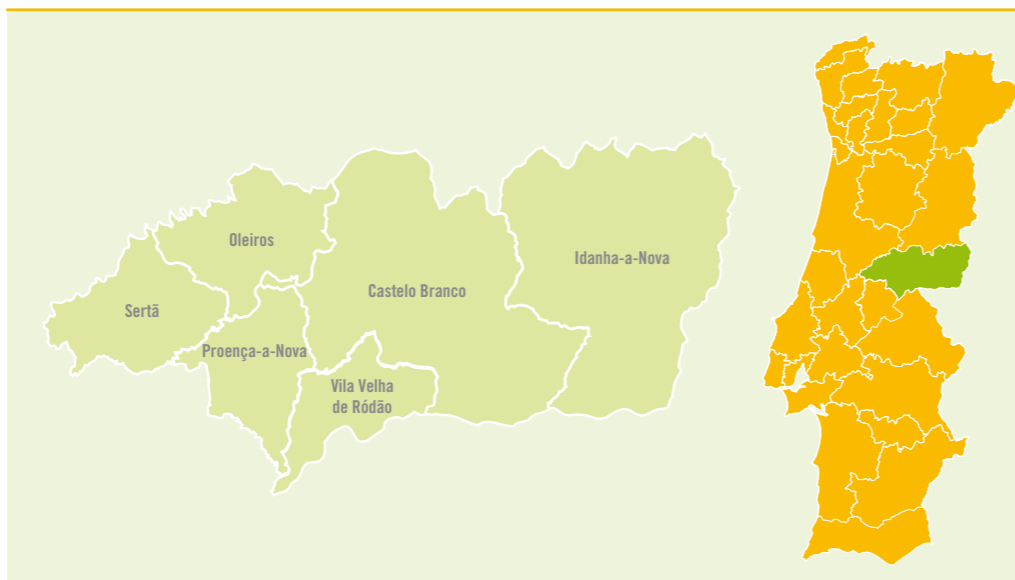 Oleiros
Idanha-a-Nova
Castelo Branco
Sertã
Proença-a-Nova
Vila Velha
de Ródão